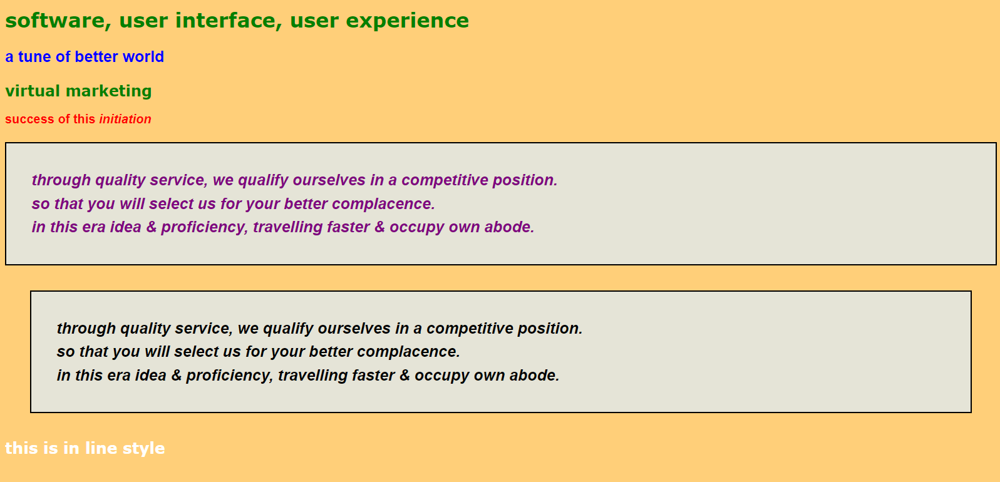 software, user interface, user experience
a tune of better world
virtual marketing
success of this initiation
through quality service, we qualify ourselves in a competitive position.
so that you will select us for your better complacence.
in this era idea & proficiency, travelling faster & occupy own abode.
through quality service, we qualify ourselves in a competitive position.
so that you will select us for your better complacence.
in this era idea & proficiency, travelling faster & occupy own abode.
this is in line style